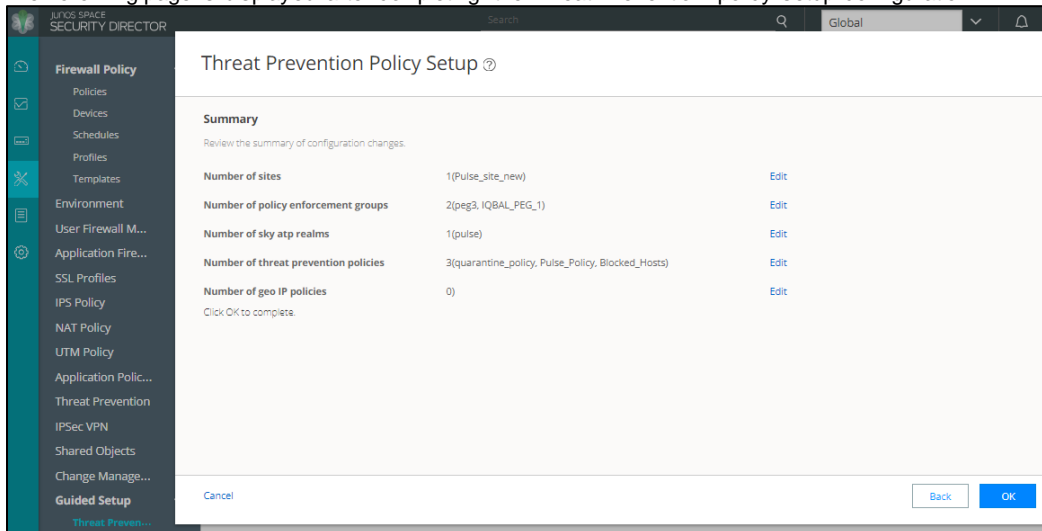 JUNOS SPACE
SECURITY DIRECTOR
Search
Global
Firewall Policy
Policies
Devices
Schedules
Profiles
Templates
Environment
User Firewall M...
Application Fire...
SSL Profiles
IPS Policy
NAT Policy
UTM Policy
Application Polic...
Threat Prevention
IPSec VPN
Shared Objects
Change Manage...
Guided Setup
Threat Preven...
Threat Prevention Policy Setup ?
Summary
Review the summary of configuration changes.
Number of sites 1(Pulse_site_new) Edit
Number of policy enforcement groups 2(peg3, IQBAL_PEG_1) Edit
Number of sky atp realms 1(pulse) Edit
Number of threat prevention policies 3(quarantine_policy, Pulse_Policy, Blocked_Hosts) Edit
Number of geo IP policies 0) Edit
Click OK to complete.
Cancel Back OK